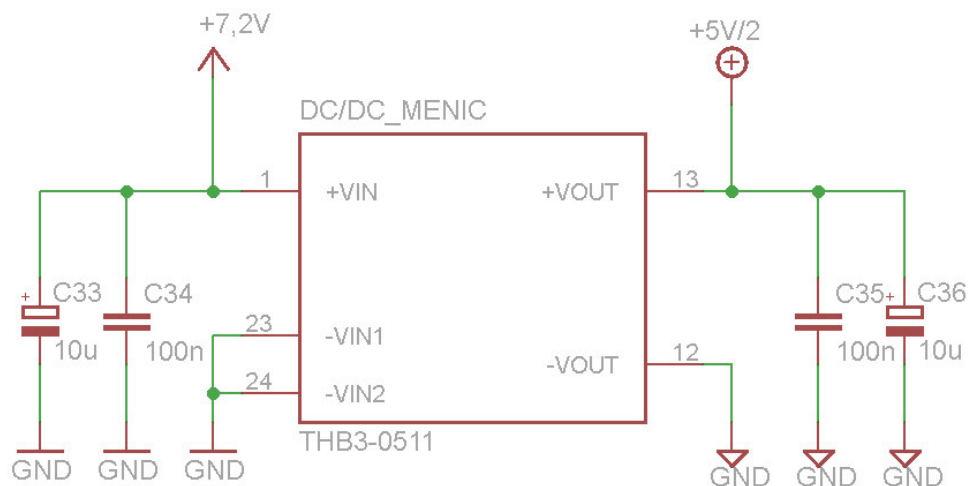 +7,2V
+5V/2
DC/DC_MENIC
1
+VIN
+VOUT
13
+
C33
10u
C34
100n
23
-VIN1
24
-VIN2
-VOUT
12
C35
100n
+
C36
10u
THB3-0511
GND
GND
GND
GND
GND
GND